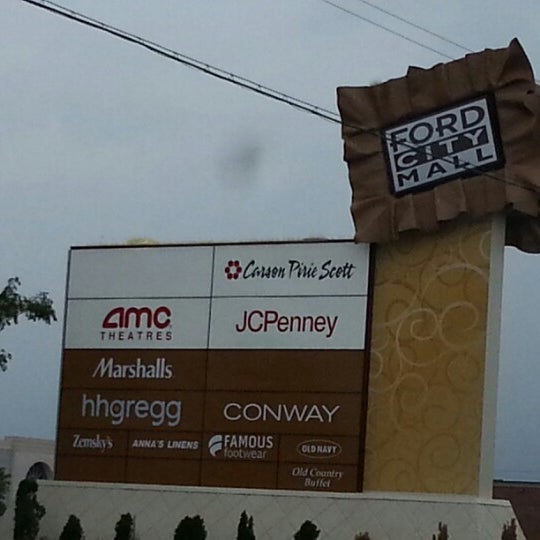 FORD
CITY
MALL
Carson Pirie Scott
amc
THEATRES
JCPenney
Marshalls
hhgregg
CONWAY
Zemsky's
ANNA'S LINENS
FAMOUS
footwear
OLD NAVY
Old Country
Buffet